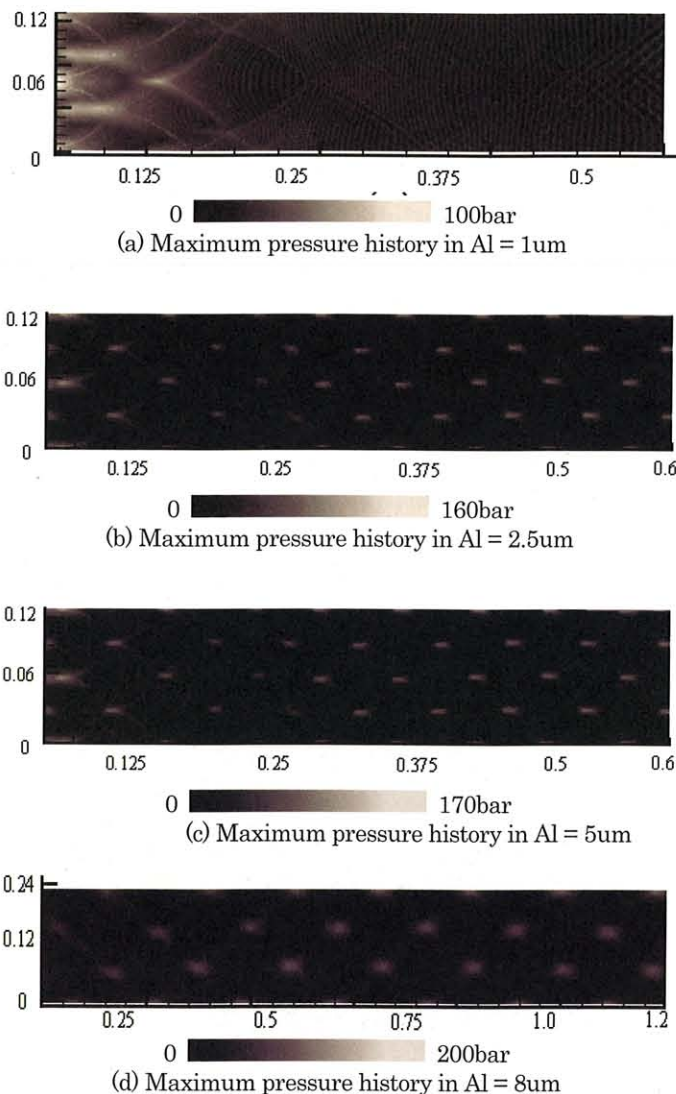 0.12
0.06
0
0.125 0.25 0.375 0.5
0 100bar
(a) Maximum pressure history in Al = 1um
0.12
0.06
0
0.125 0.25 0.375 0.5 0.6
0 160bar
(b) Maximum pressure history in Al = 2.5um
0.12
0.06
0
0.125 0.25 0.375 0.5 0.6
0 170bar
(c) Maximum pressure history in Al = 5um
0.24
0.12
0
0.25 0.5 0.75 1.0 1.2
0 200bar
(d) Maximum pressure history in Al = 8um